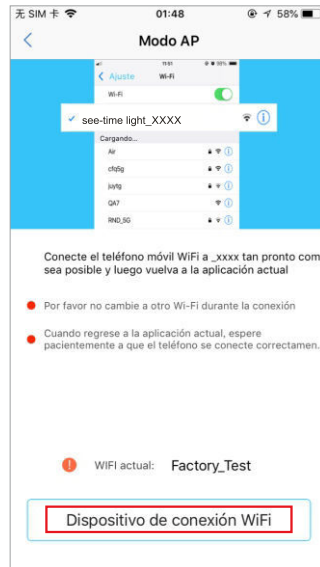 无 SIM 卡 01:48 58%
Modo AP
Ajuste Wi-Fi
Wi-Fi
see-time light_XXXX
Cargando...
Air
cfq5g
juytg
QA7
RND_5G
Conecte el teléfono móvil WiFi a _xxxx tan pronto com
sea posible y luego vuelva a la aplicación actual
Por favor no cambie a otro Wi-Fi durante la conexión
Cuando regrese a la aplicación actual, espere
pacientemente a que el teléfono se conecte correctamen.
WIFI actual: Factory_Test
Dispositivo de conexión WiFi